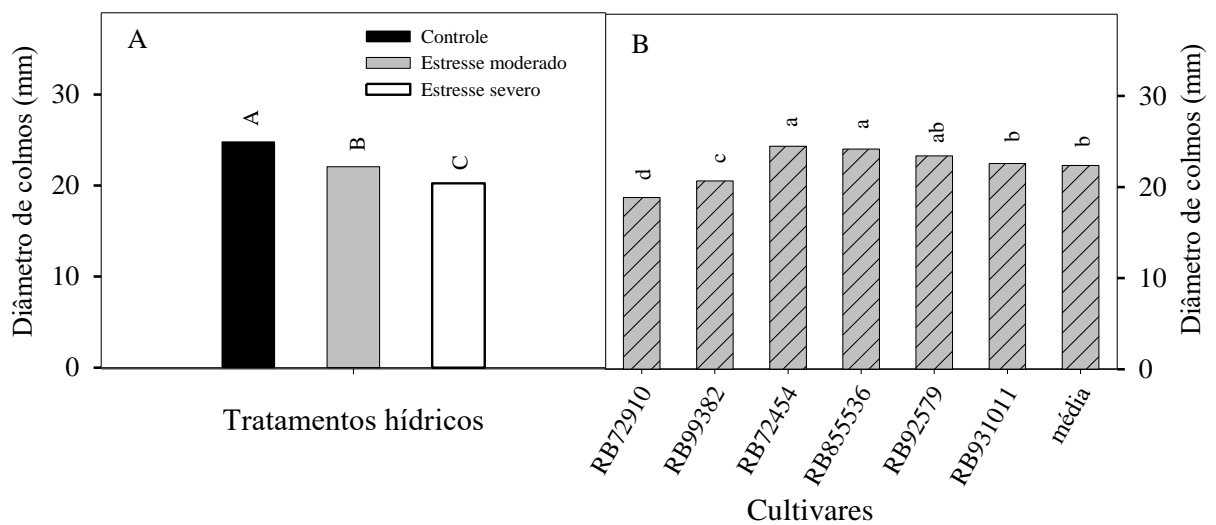 A
Controle
Estresse moderado
Estresse severo
Diâmetro de colmos (mm)
30
20
10
0
A
B
C
Tratamentos hídricos
B
Diâmetro de colmos (mm)
30
20
10
0
d
c
a
a
ab
b
b
RB72910
RB99382
RB72454
RB855536
RB92579
RB931011
média
Cultivares